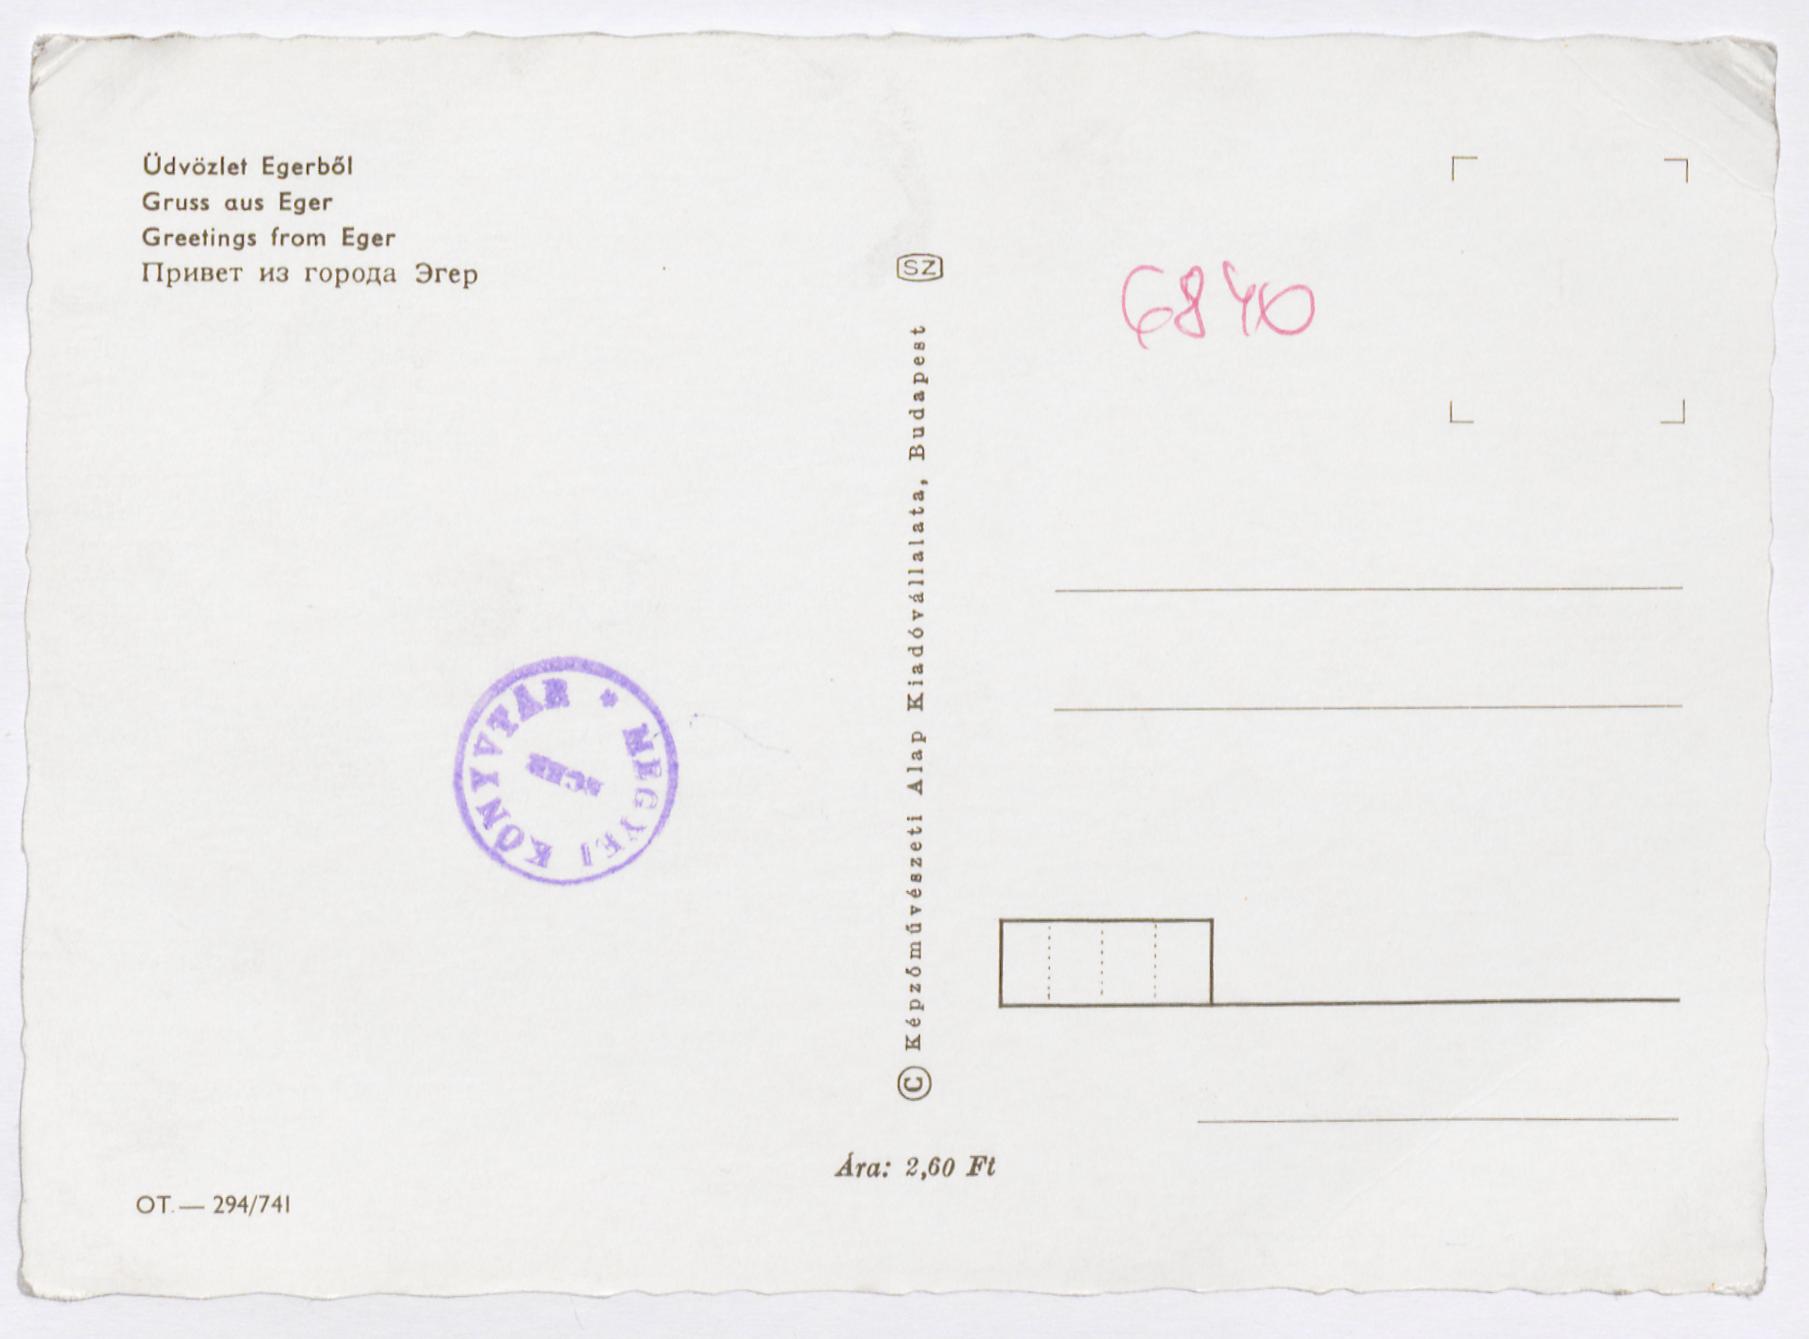 Üdvözlet Egerből
Gruss aus Eger
Greetings from Eger
Привет из города Эгер
MEGYEI KÖNYVTÁR *
SZ
© Képzőművészeti Alap Kiadóvállalata, Budapest
Ára: 2,60 Ft
OT. — 294/741
6840